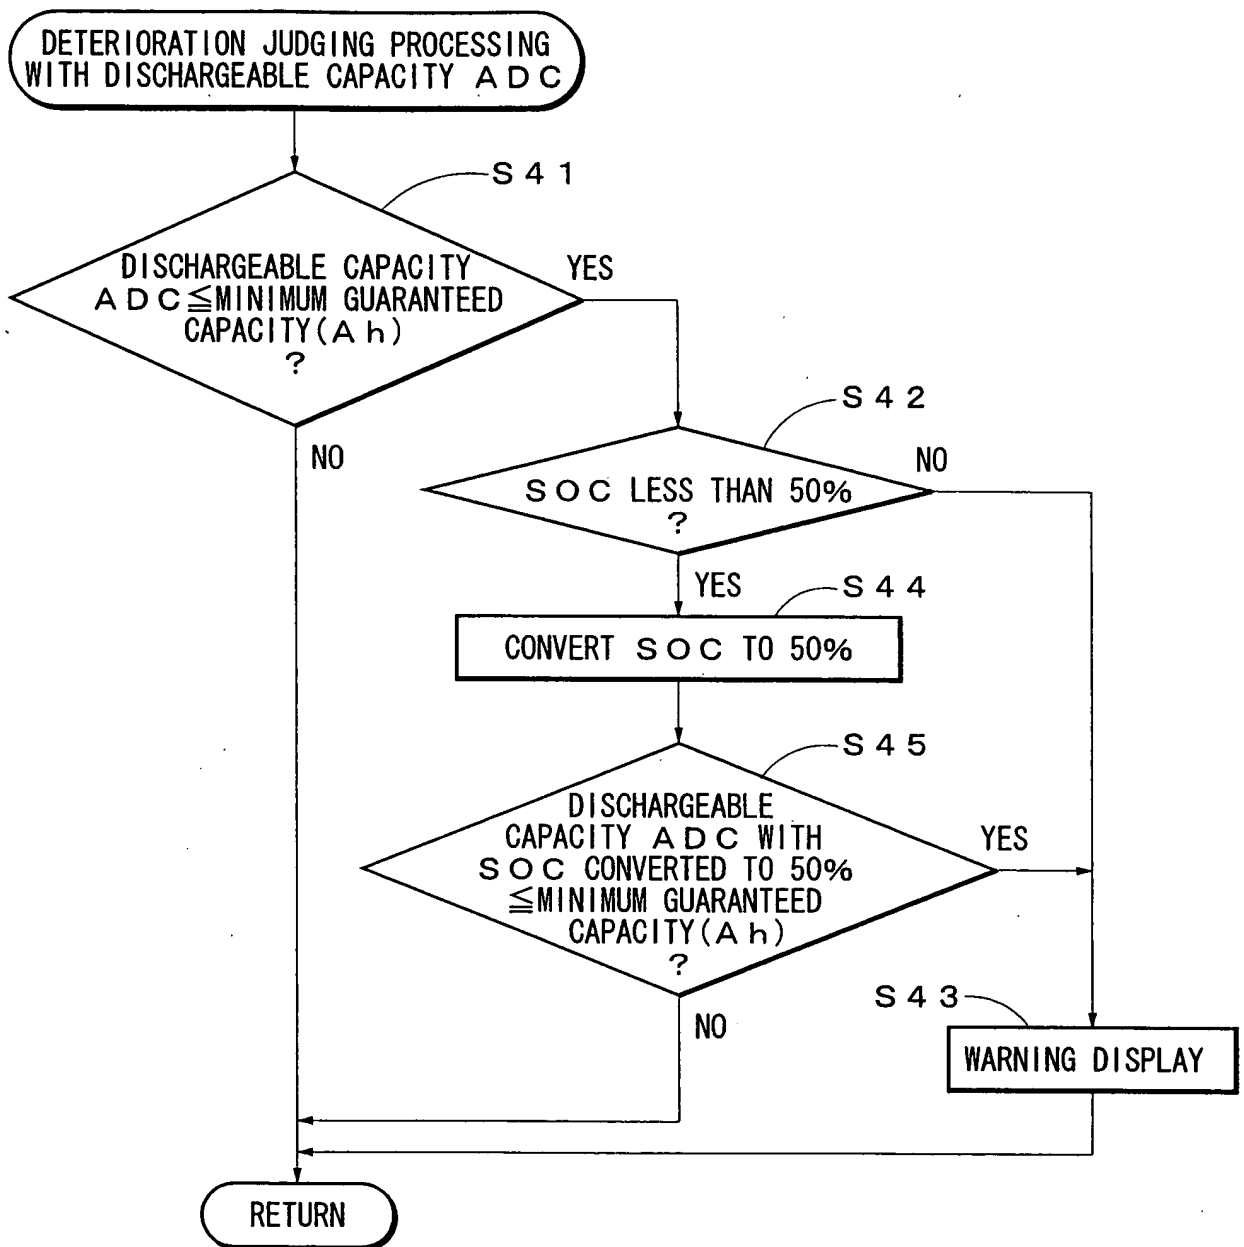 DETERIORATION JUDGING PROCESSING
WITH DISCHARGEABLE CAPACITY ADC
S41
DISCHARGEABLE CAPACITY
ADC≦MINIMUM GUARANTEED
CAPACITY(Ah)
?
YES
NO
S42
SOC LESS THAN 50%
?
NO
YES
S44
CONVERT SOC TO 50%
S45
DISCHARGEABLE
CAPACITY ADC WITH
SOC CONVERTED TO 50%
≦MINIMUM GUARANTEED
CAPACITY(Ah)
?
YES
NO
S43
WARNING DISPLAY
RETURN